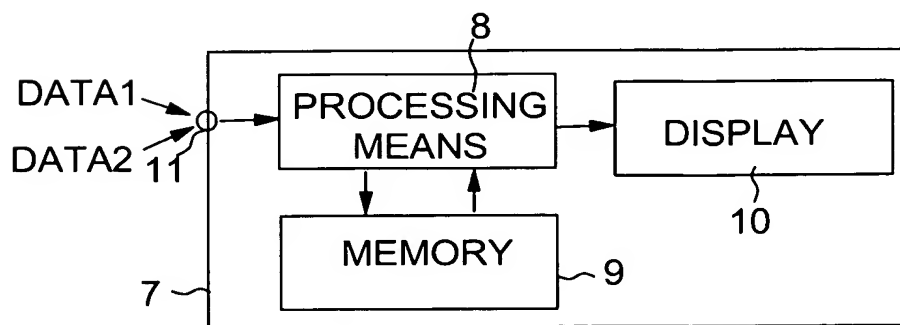 8
DATA1
DATA2
11
PROCESSING
MEANS
DISPLAY
10
MEMORY
9
7